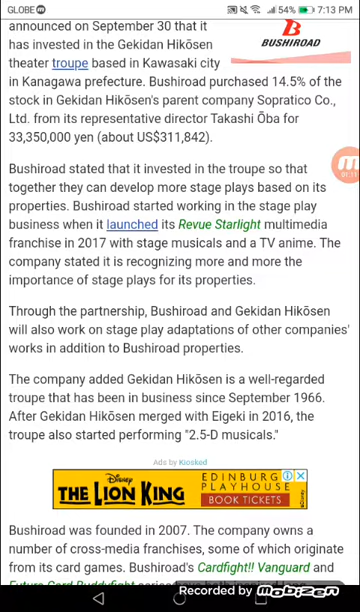 GLOBE 54% 7:13 PM
announced on September 30 that it
has invested in the Gekidan Hikōsen
theater troupe based in Kawasaki city
in Kanagawa prefecture. Bushiroad purchased 14.5% of the
stock in Gekidan Hikōsen's parent company Sopratico Co.,
Ltd. from its representative director Takashi Ōba for
33,350,000 yen (about US$311,842).
BUSHIROAD
01:11
Bushiroad stated that it invested in the troupe so that
together they can develop more stage plays based on its
properties. Bushiroad started working in the stage play
business when it launched its Revue Starlight multimedia
franchise in 2017 with stage musicals and a TV anime. The
company stated it is recognizing more and more the
importance of stage plays for its properties.
Through the partnership, Bushiroad and Gekidan Hikōsen
will also work on stage play adaptations of other companies'
works in addition to Bushiroad properties.
The company added Gekidan Hikōsen is a well-regarded
troupe that has been in business since September 1966.
After Gekidan Hikōsen merged with Eigeki in 2016, the
troupe also started performing "2.5-D musicals."
Ads by Kiosked
Disney
THE LION KING
EDINBURG
PLAYHOUSE
BOOK TICKETS
©Disney
Bushiroad was founded in 2007. The company owns a
number of cross-media franchises, some of which originate
from its card games. Bushiroad's Cardfight!! Vanguard and
Future Card Buddyfight
Recorded by Mobizen